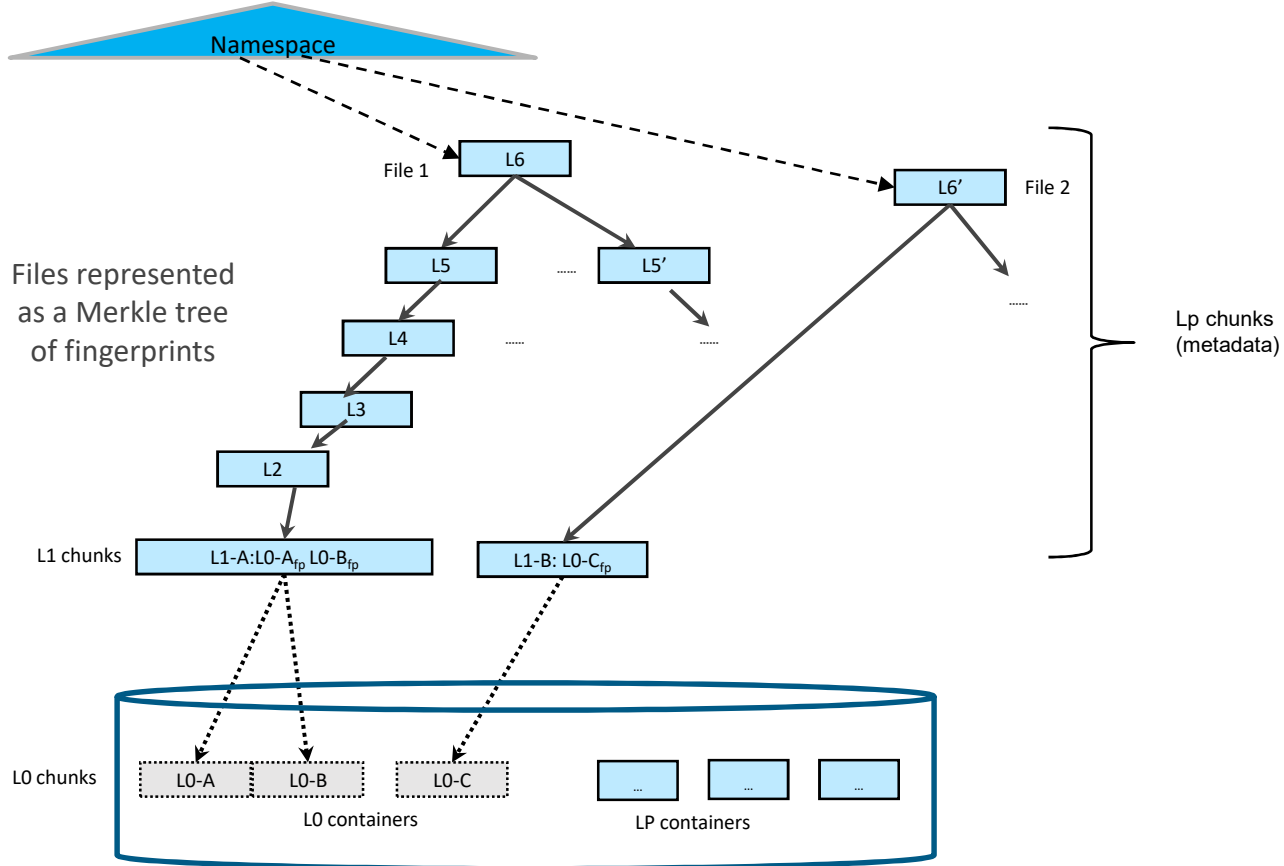 Namespace
File 1
L6
L6’
File 2
L5
......
L5’
......
Files represented
as a Merkle tree
of fingerprints
L4
......
......
Lp chunks
(metadata)
L3
L2
L1 chunks
L1-A:L0-Afp L0-Bfp
L1-B: L0-Cfp
L0 chunks
L0-A
L0-B
L0-C
...
...
...
L0 containers
LP containers